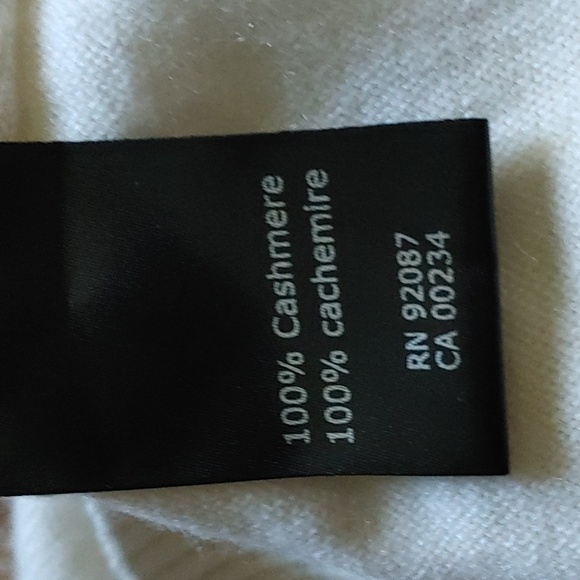 100% Cashmere
100% cachemire
RN 92087
CA 00234